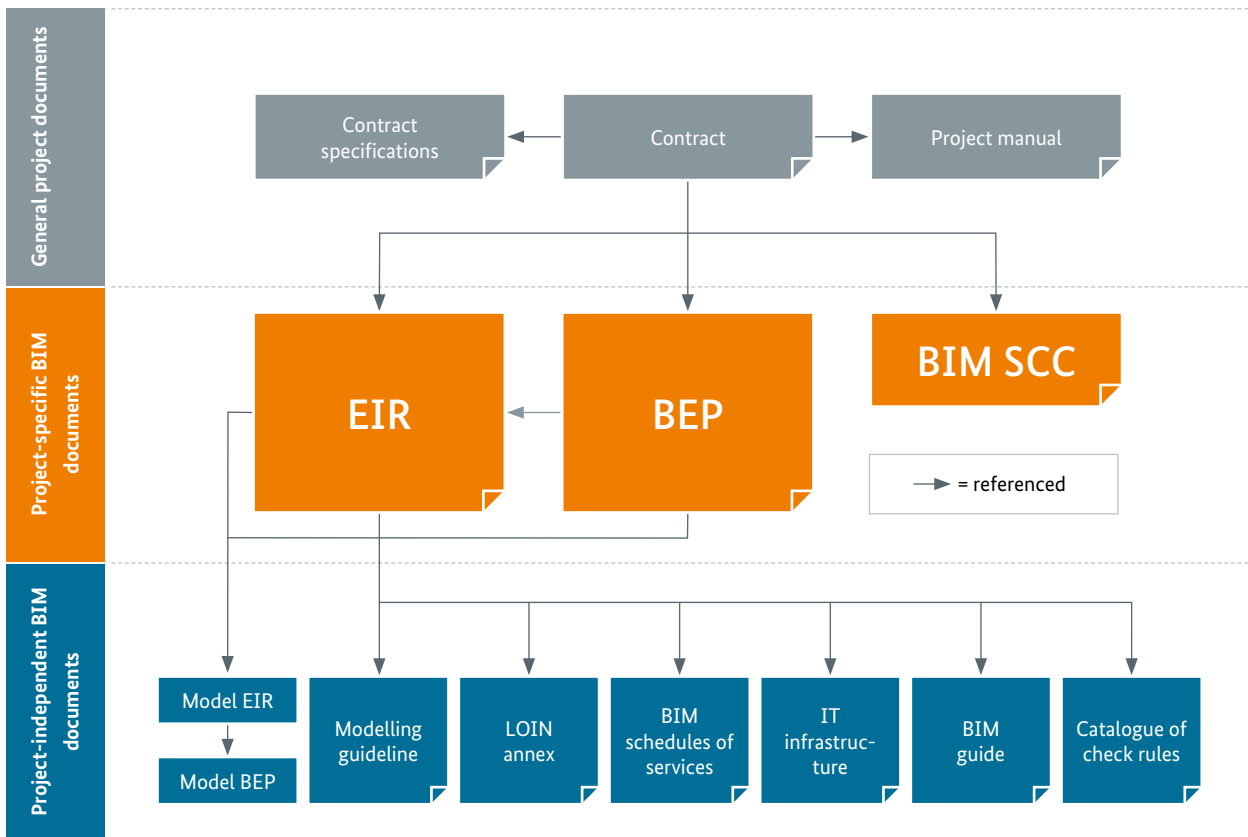 General project documents
Contract
specifications
Contract
Project manual
Project-specific BIM
documents
EIR
BEP
BIM SCC
= referenced
Project-independent BIM
documents
Model EIR
Model BEP
Modelling
guideline
LOIN
annex
BIM
schedules of
services
IT
infrastruc-
ture
BIM
guide
Catalogue of
check rules